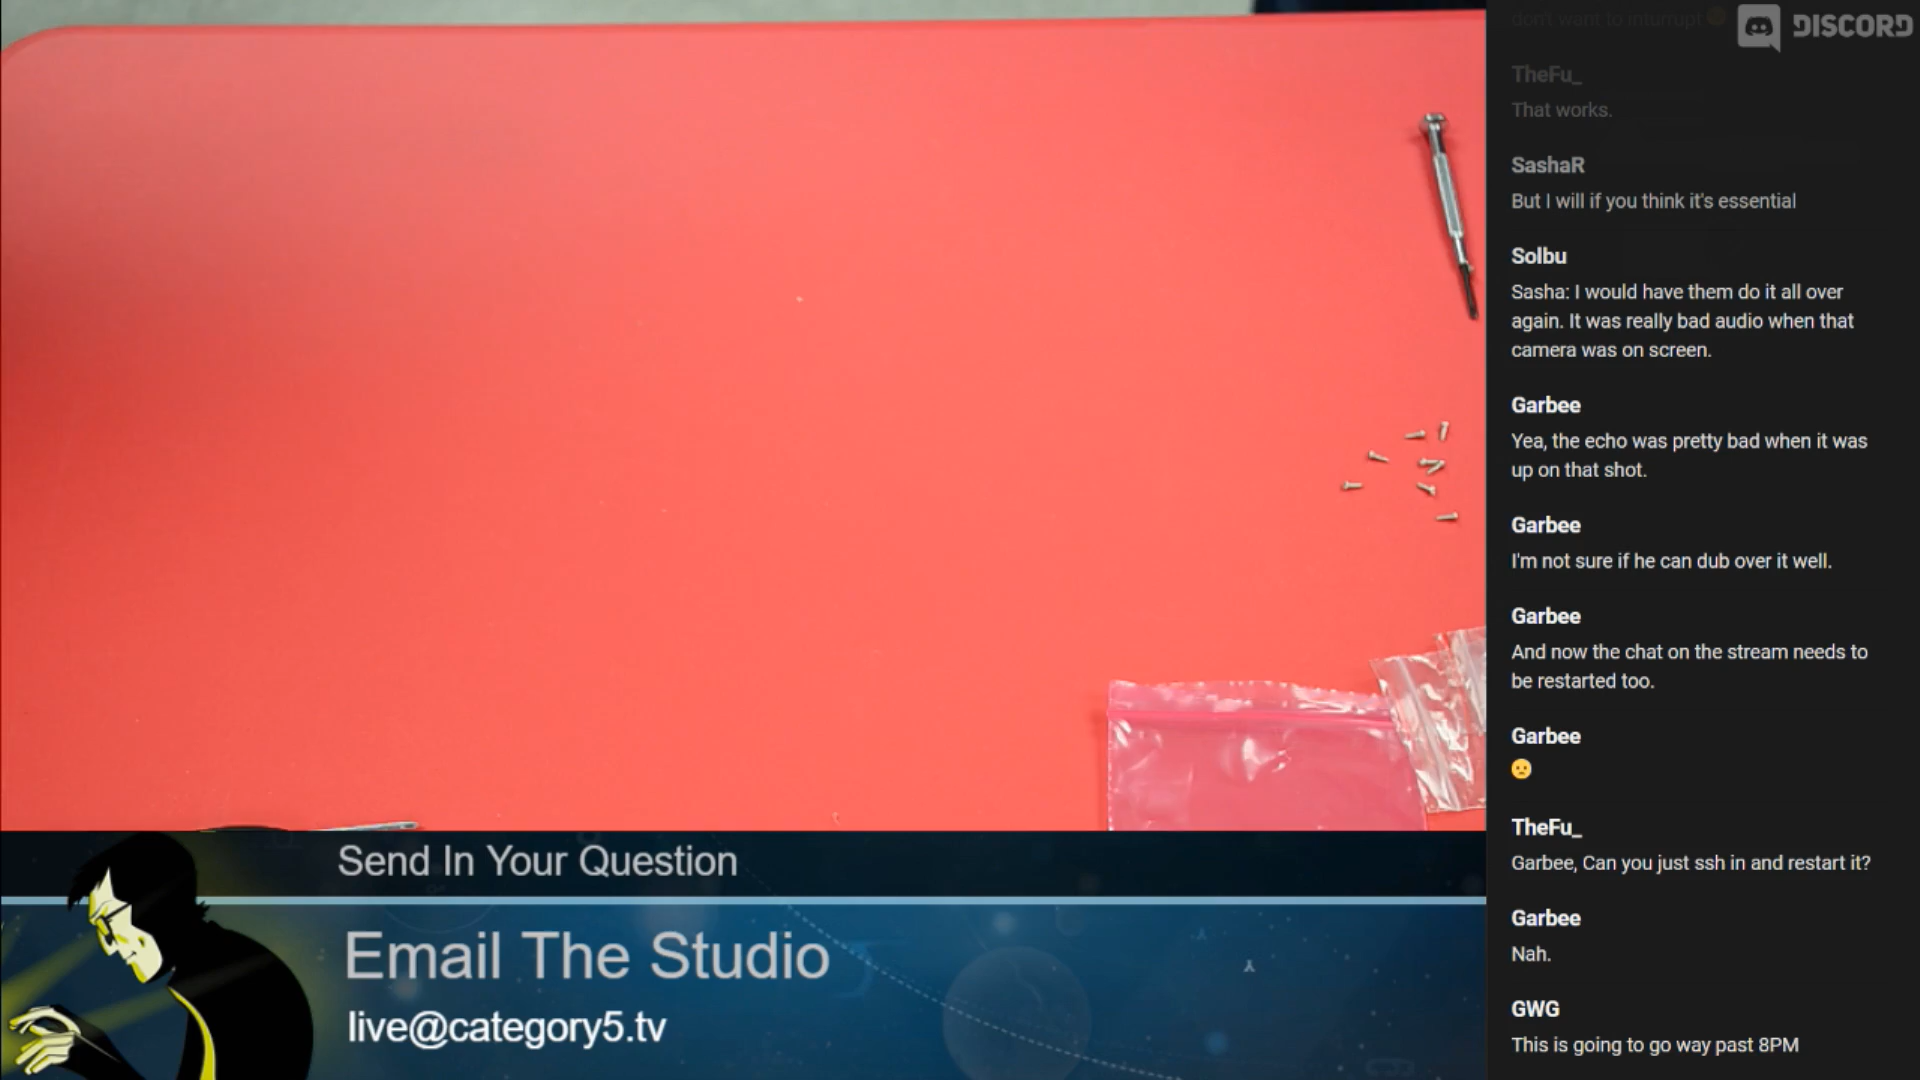 don't want to inturrupt
DISCORD
TheFu_
That works.
SashaR
But I will if you think it's essential
Solbu
Sasha: I would have them do it all over
again. It was really bad audio when that
camera was on screen.
Garbee
Yea, the echo was pretty bad when it was
up on that shot.
Garbee
I'm not sure if he can dub over it well.
Garbee
And now the chat on the stream needs to
be restarted too.
Garbee
TheFu_
Garbee, Can you just ssh in and restart it?
Garbee
Nah.
GWG
This is going to go way past 8PM
Send In Your Question
Email The Studio
live@category5.tv